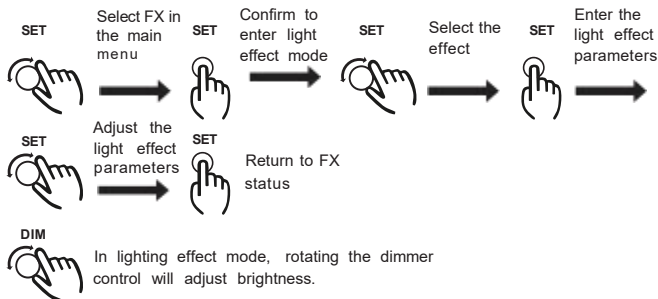 SET
Select FX in
the main
menu
SET
Confirm to
enter light
effect mode
SET
Select the
effect
SET
Enter the
light effect
parameters
SET
Adjust the
light effect
parameters
SET
Return to FX
status
DIM
In lighting effect mode, rotating the dimmer
control will adjust brightness.